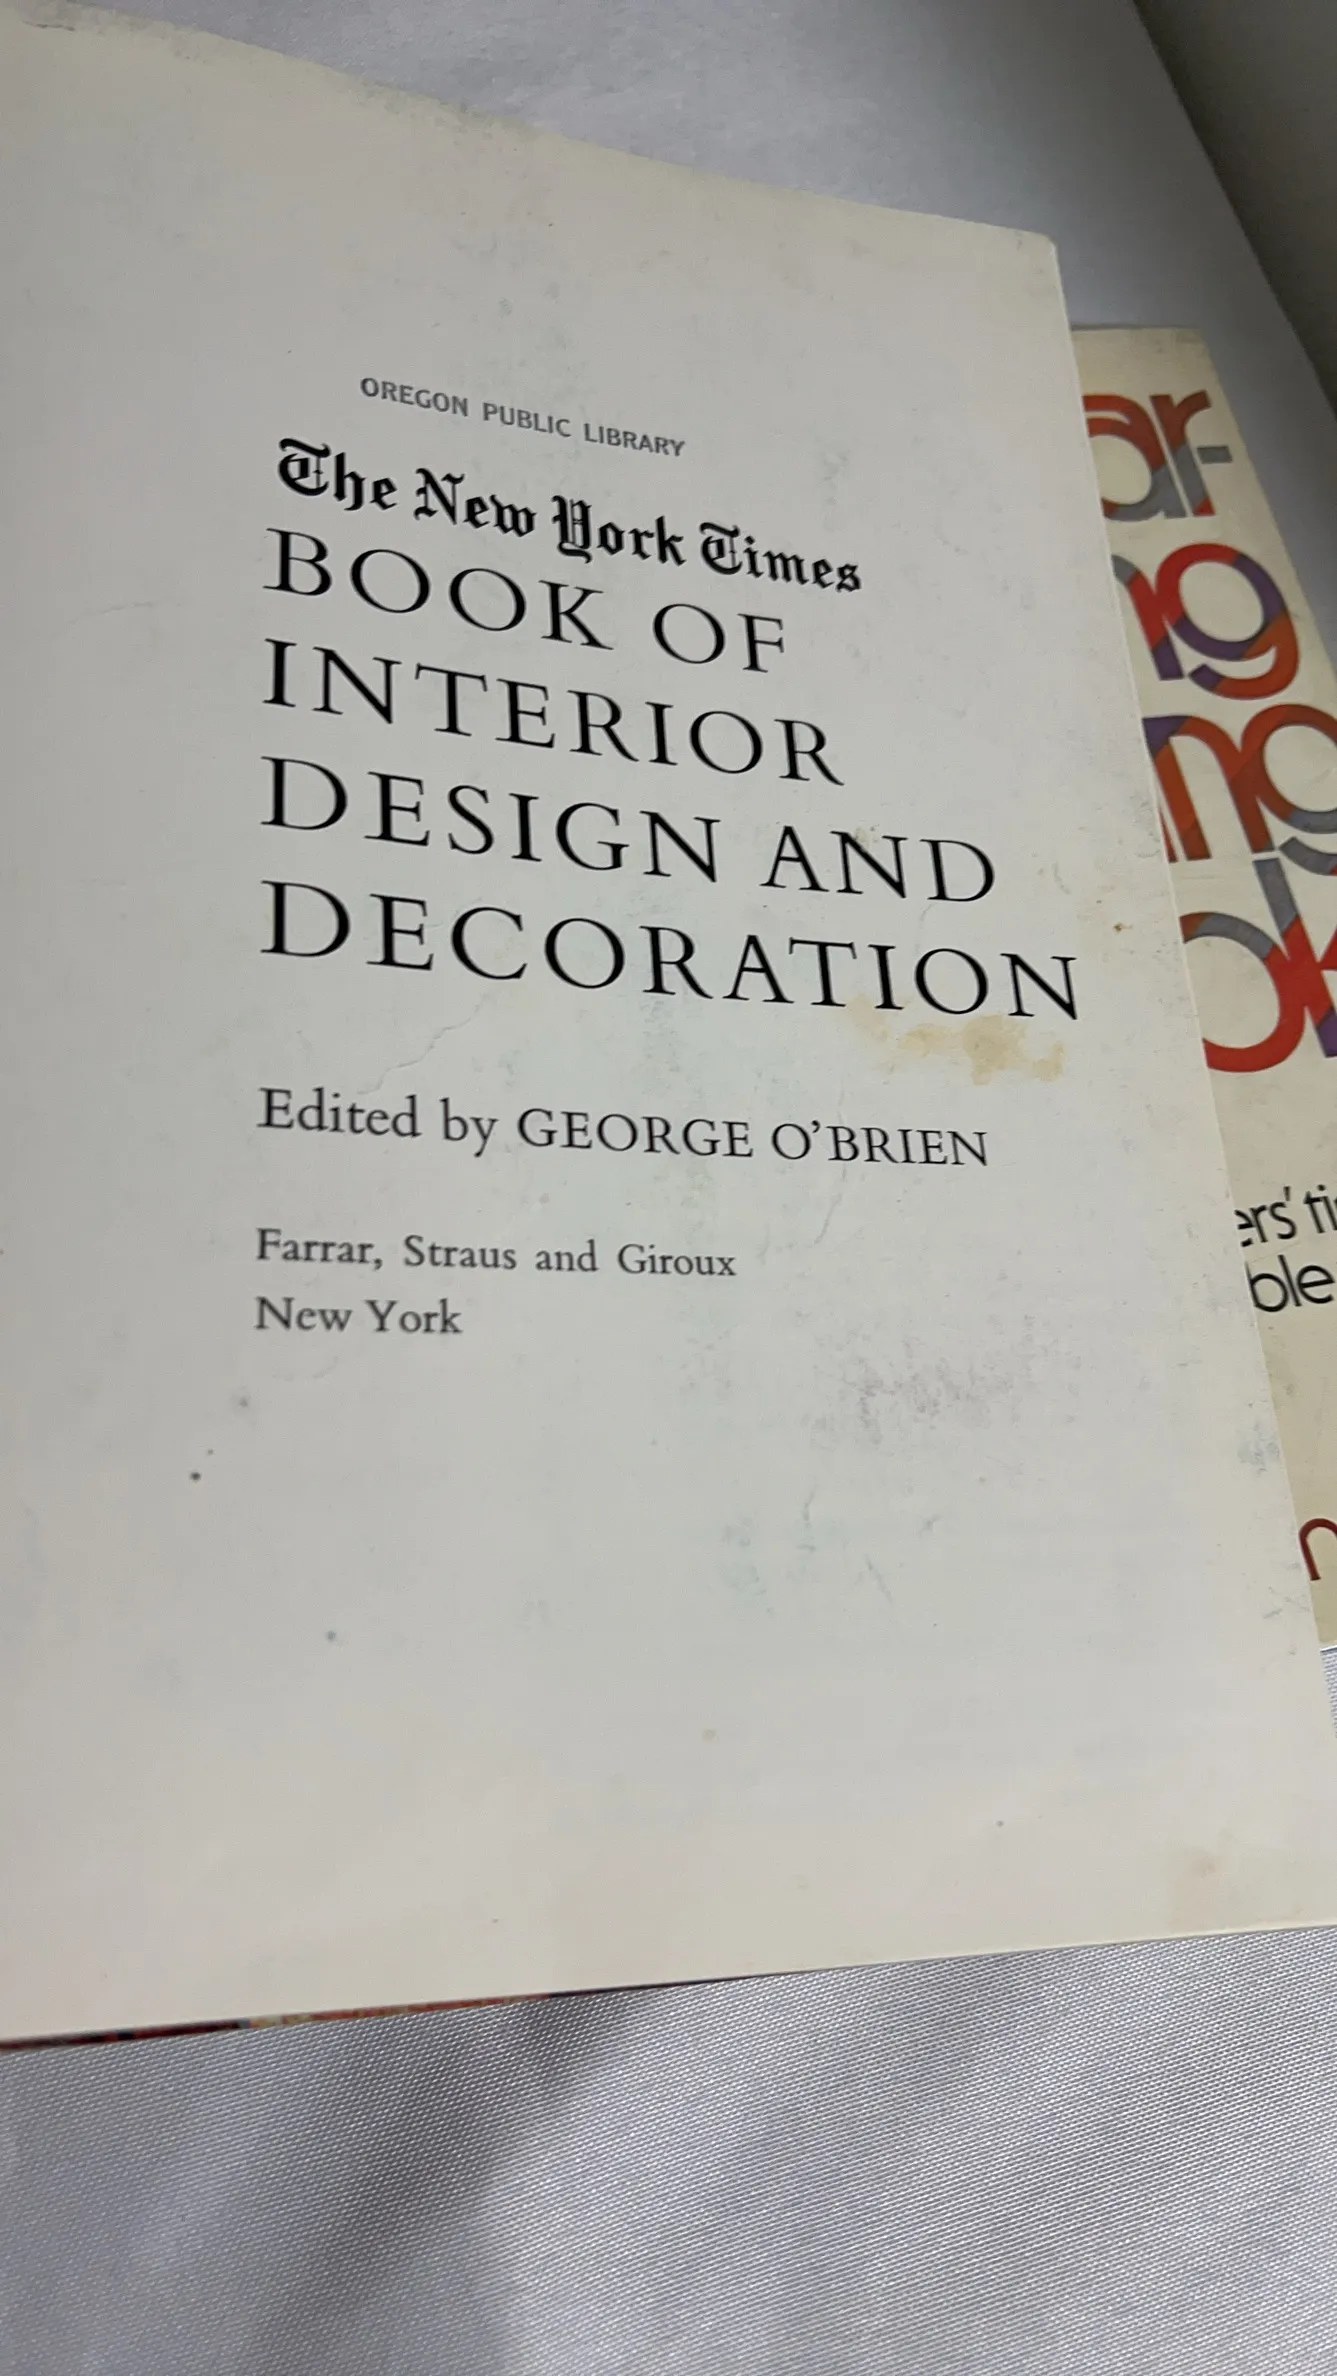 OREGON PUBLIC LIBRARY
The New York Times
BOOK OF
INTERIOR
DESIGN AND
DECORATION
Edited by GEORGE O'BRIEN
Farrar, Straus and Giroux
New York